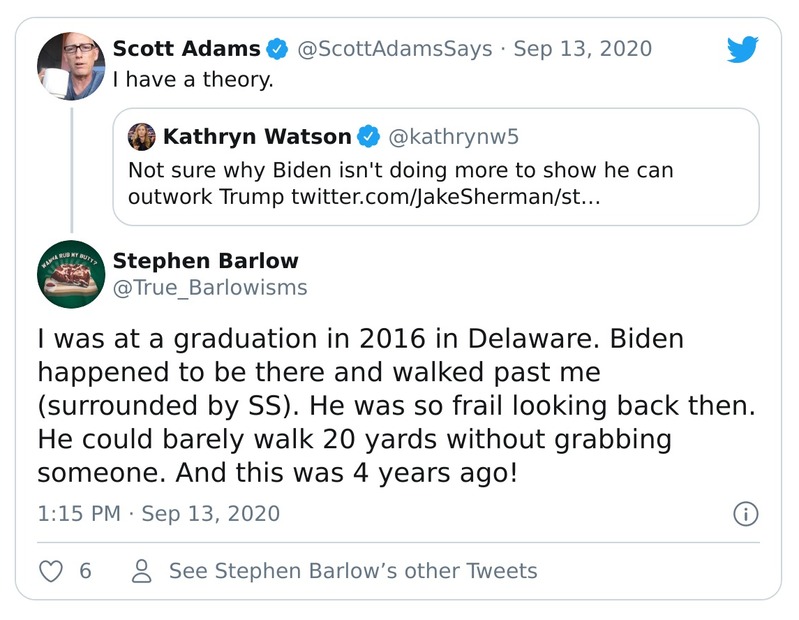 Scott Adams @ScottAdamsSays · Sep 13, 2020
I have a theory.
Kathryn Watson @kathrynw5
Not sure why Biden isn't doing more to show he can
outwork Trump twitter.com/JakeSherman/st…
WANNA RUB MY BUTT?
Stephen Barlow
@True_Barlowisms
I was at a graduation in 2016 in Delaware. Biden
happened to be there and walked past me
(surrounded by SS). He was so frail looking back then.
He could barely walk 20 yards without grabbing
someone. And this was 4 years ago!
1:15 PM · Sep 13, 2020
6 See Stephen Barlow’s other Tweets